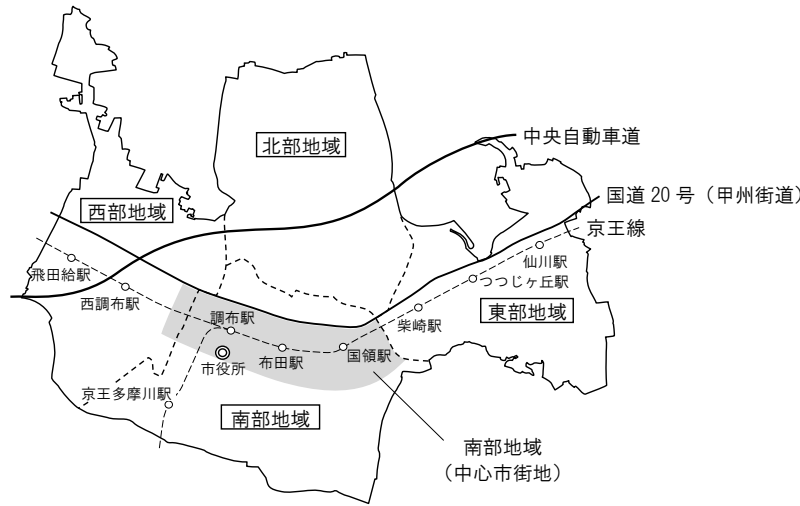 中央自動車道
北部地域
国道 20 号（甲州街道）
西部地域
京王線
仙川駅
飛田給駅
つつじヶ丘駅
西調布駅
調布駅
柴崎駅
東部地域
国領駅
布田駅
市役所
京王多摩川駅
南部地域
南部地域
（中心市街地）